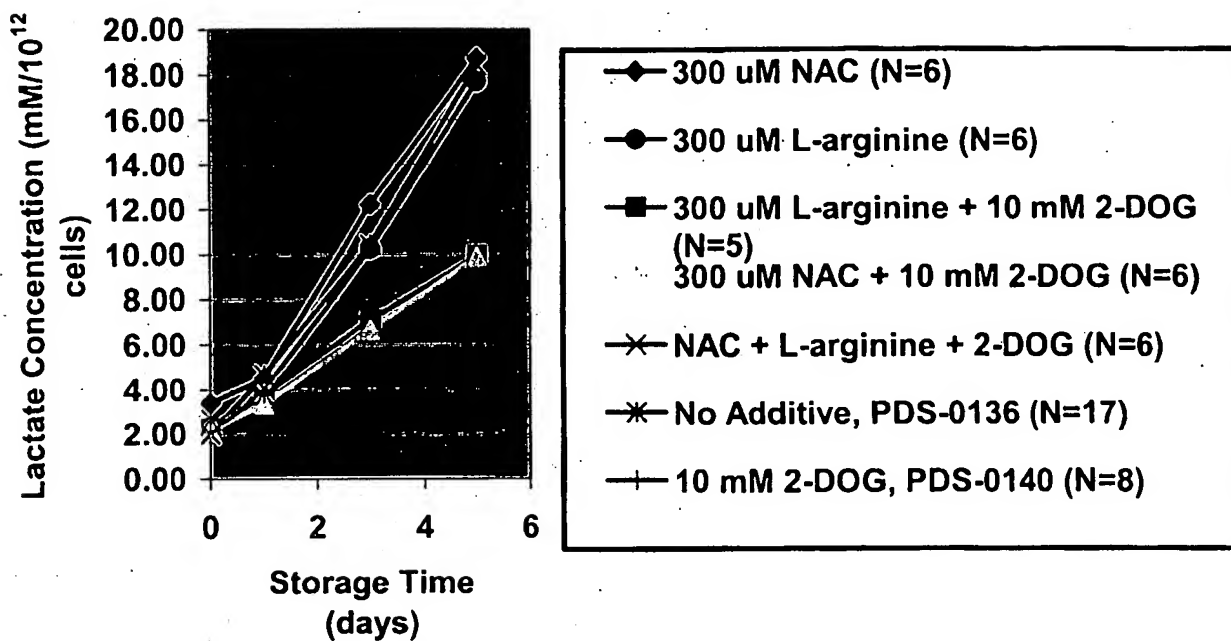 Lactate Concentration (mM/10¹²
cells)
20.00
18.00
16.00
14.00
12.00
10.00
8.00
6.00
4.00
2.00
0.00
0 2 4 6
Storage Time
(days)
300 uM NAC (N=6)
300 uM L-arginine (N=6)
300 uM L-arginine + 10 mM 2-DOG
(N=5)
300 uM NAC + 10 mM 2-DOG (N=6)
NAC + L-arginine + 2-DOG (N=6)
No Additive, PDS-0136 (N=17)
10 mM 2-DOG, PDS-0140 (N=8)